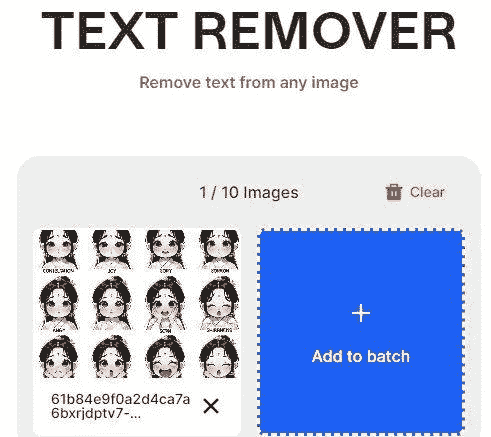 TEXT REMOVER
Remove text from any image
1 / 10 Images
Clear
JOY
Add to batch
61b84e9f0a2d4ca7a
6bxrjdptv7-...